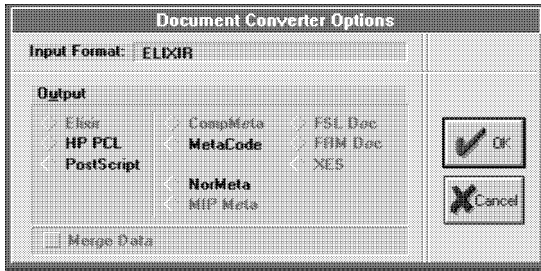 Document Converter Options
Input Format: ELIXIR
Output
Elixir CompMeta FSL Doc
HP PCL MetaCode FRM Doc
PostScript XES
NorMeta
MIP Meta
Merge Data
OK
Cancel